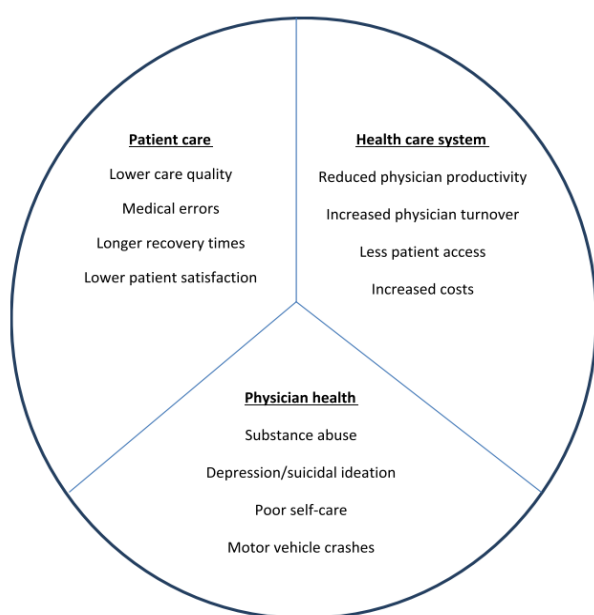 Patient care
Lower care quality
Medical errors
Longer recovery times
Lower patient satisfaction
Health care system
Reduced physician productivity
Increased physician turnover
Less patient access
Increased costs
Physician health
Substance abuse
Depression/suicidal ideation
Poor self-care
Motor vehicle crashes